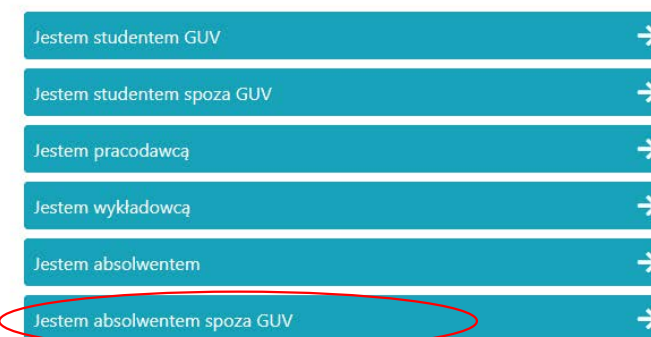 Jestem studentem GUV
Jestem studentem spoza GUV
Jestem pracodawcą
Jestem wykładowcą
Jestem absolwentem
Jestem absolwentem spoza GUV